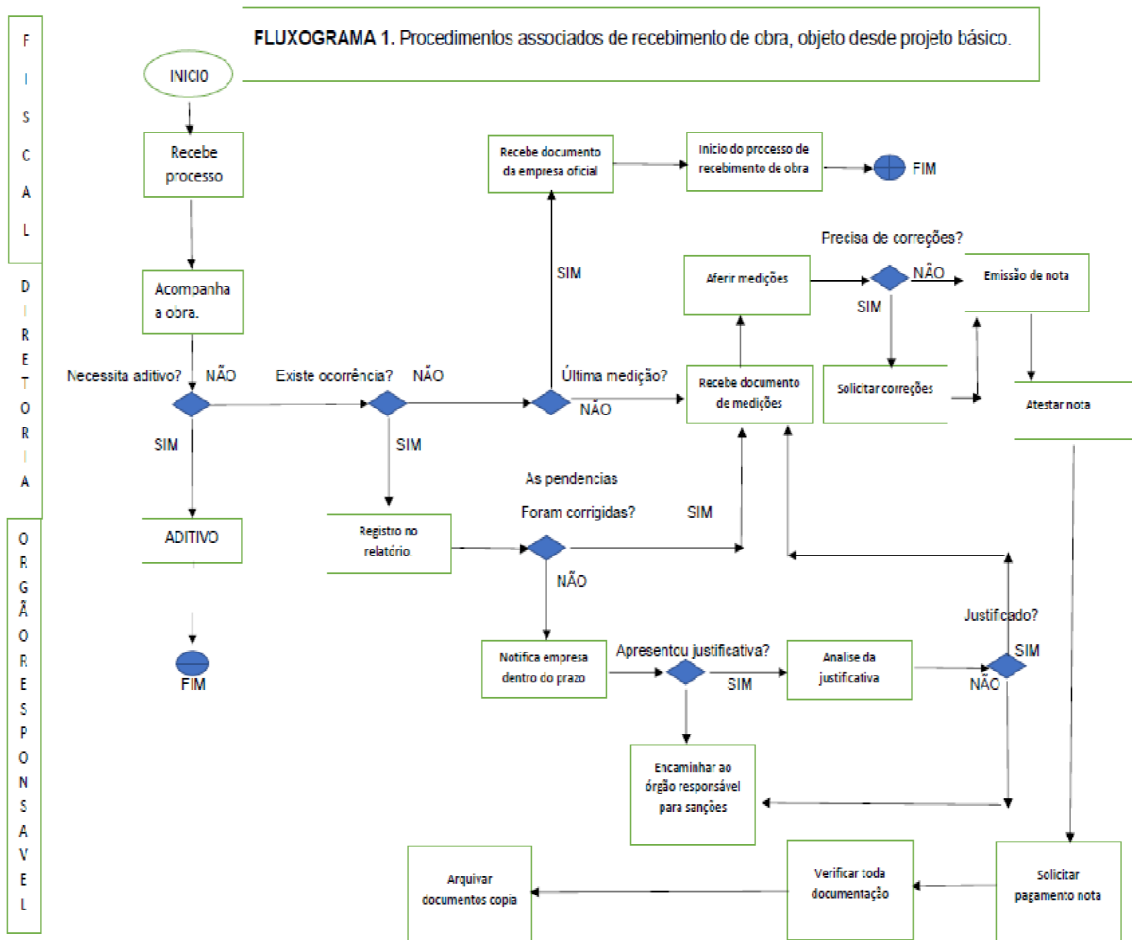 FLUXOGRAMA 1. Procedimentos associados de recebimento de obra, objeto desde projeto básico.
F
I
S
C
A
L
D
I
R
E
T
O
R
I
A
O
R
G
Ã
O
R
E
S
P
O
N
S
A
V
E
L
INICIO
Recebe
processo
Acompanha
a obra.
Necessita aditivo?
NÃO
SIM
ADITIVO
FIM
Existe ocorrência?
NÃO
SIM
Registro no
relatório
Última medição?
SIM
NÃO
Recebe documento
da empresa oficial
Inicio do processo de
recebimento de obra
FIM
Recebe documento
de medições
Aferir medições
Precisa de correções?
NÃO
SIM
Solicitar correções
Emissão de nota
Atestar nota
As pendencias
Foram corrigidas?
SIM
NÃO
Notifica empresa
dentro do prazo
Apresentou justificativa?
SIM
Analise da
justificativa
Justificado?
SIM
NÃO
Encaminhar ao
órgão responsável
para sanções
Solicitar
pagamento nota
Verificar toda
documentação
Arquivar
documentos copia